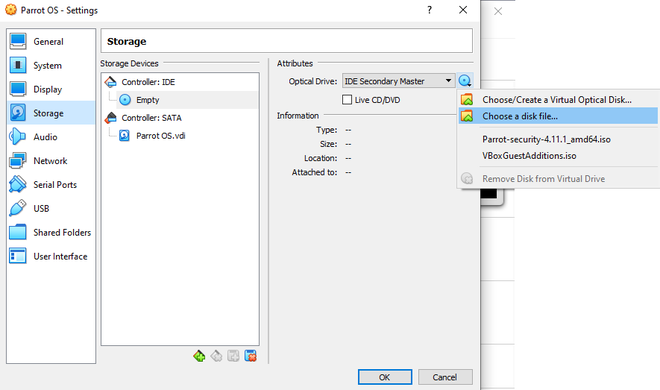 Parrot OS - Settings
?
General
System
Display
Storage
Audio
Network
Serial Ports
USB
Shared Folders
User Interface
Storage
Storage Devices
Controller: IDE
Empty
Controller: SATA
Parrot OS.vdi
Attributes
Optical Drive: IDE Secondary Master
Live CD/DVD
Information
Type: --
Size: --
Location: --
Attached to: --
Choose/Create a Virtual Optical Disk...
Choose a disk file...
Parrot-security-4.11.1_amd64.iso
VBoxGuestAdditions.iso
Remove Disk from Virtual Drive
OK
Cancel